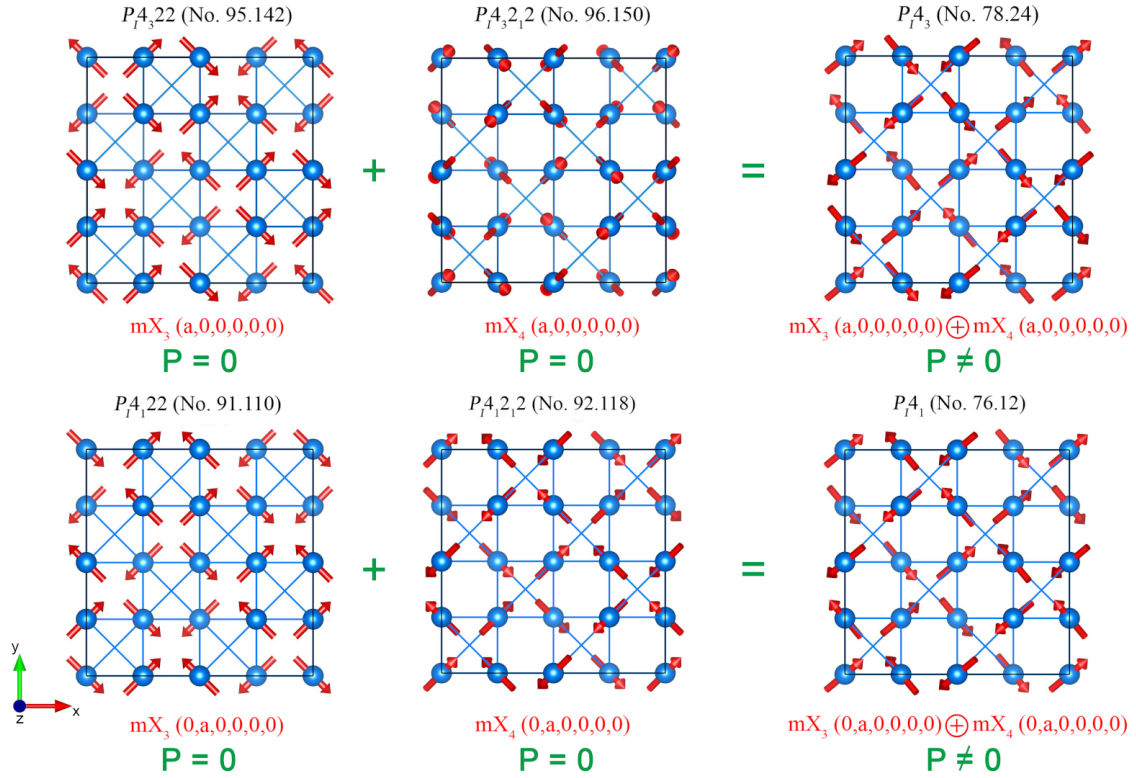 P_I4_322 (No. 95.142)
P_I4_32_12 (No. 96.150)
P_I4_3 (No. 78.24)
+
=
mX_3 (a,0,0,0,0,0)
mX_4 (a,0,0,0,0,0)
mX_3 (a,0,0,0,0,0) ⊕ mX_4 (a,0,0,0,0,0)
P = 0
P = 0
P ≠ 0
P_I4_122 (No. 91.110)
P_I4_12_12 (No. 92.118)
P_I4_1 (No. 76.12)
+
=
y
z
x
mX_3 (0,a,0,0,0,0)
mX_4 (0,a,0,0,0,0)
mX_3 (0,a,0,0,0,0) ⊕ mX_4 (0,a,0,0,0,0)
P = 0
P = 0
P ≠ 0